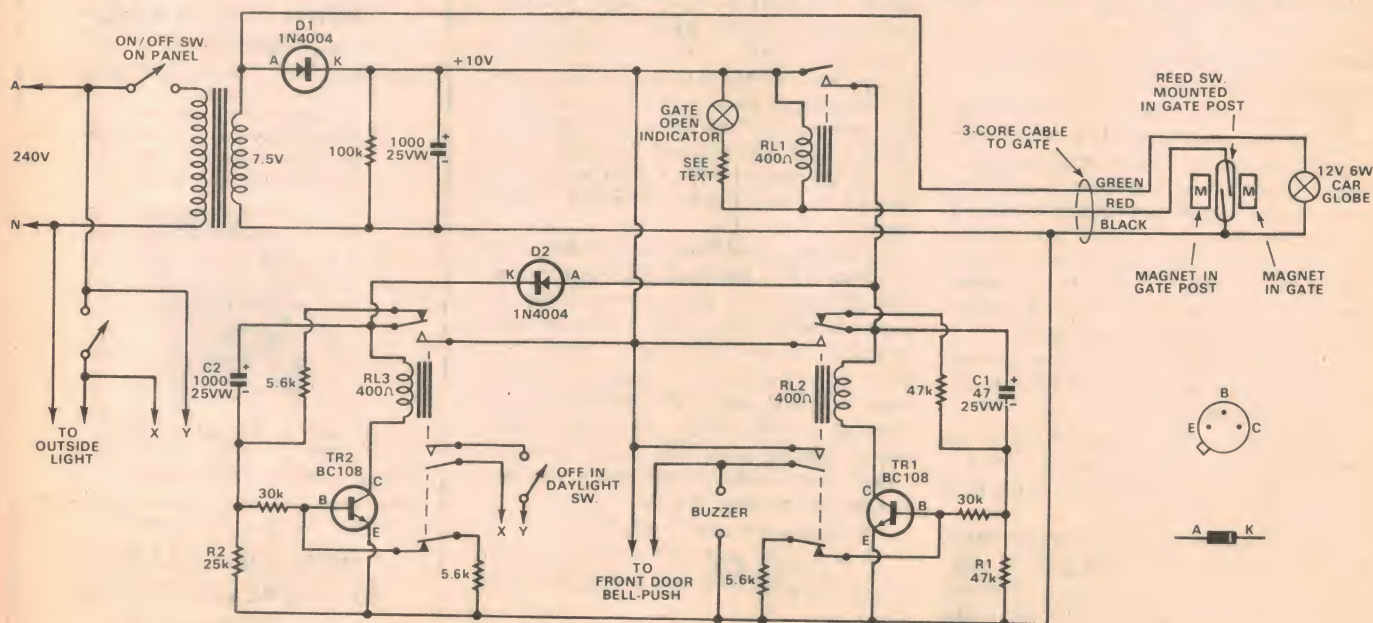 ON/OFF SW.
ON PANEL
D1
1N4004
A
K
+10V
A
240V
N
7.5V
100k
1000
25VW
+
-
GATE
OPEN
INDICATOR
SEE
TEXT
RL1
400Ω
3-CORE CABLE
TO GATE
GREEN
RED
BLACK
REED SW.
MOUNTED
IN GATE POST
M
M
12V 6W
CAR
GLOBE
MAGNET IN
GATE POST
MAGNET
IN GATE
D2
K
A
1N4004
C2
1000
25VW
+
-
5.6k
RL3
400Ω
RL2
400Ω
47k
C1
47
25VW
+
-
TO
OUTSIDE
LIGHT
X
Y
TR2
BC108
30k
B
C
E
R2
25k
5.6k
X
Y
OFF IN
DAYLIGHT
SW.
TO
FRONT DOOR
BELL-PUSH
BUZZER
5.6k
TR1
BC108
C
B
E
30k
R1
47k
B
E
C
A
K